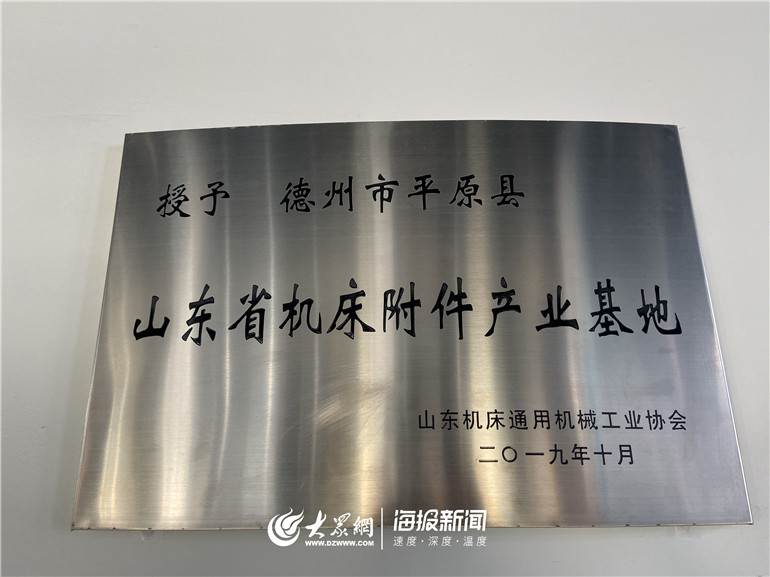 授予 德州市平原县
山东省机床附件产业基地
山东机床通用机械工业协会
二〇一九年十月
大眾網 海报新闻
WWW.DZWWW.COM 速度·深度·温度